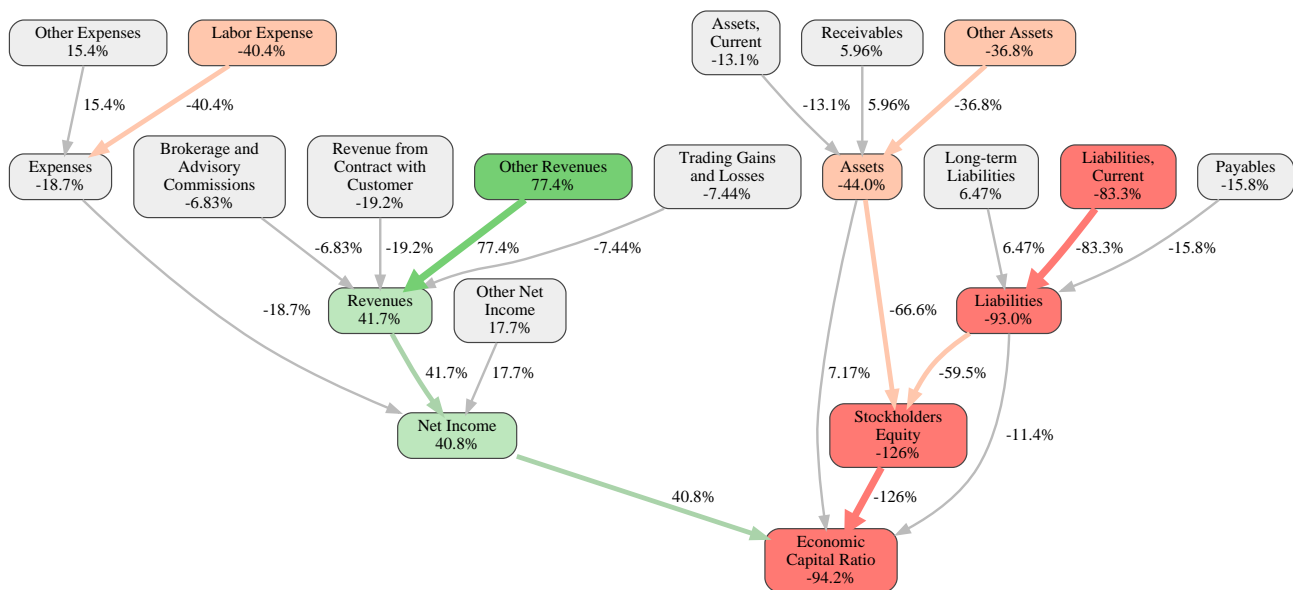 Other Expenses
15.4%
Labor Expense
-40.4%
Assets,
Current
-13.1%
Receivables
5.96%
Other Assets
-36.8%
15.4%
-40.4%
-13.1%
5.96%
-36.8%
Expenses
-18.7%
Brokerage and
Advisory
Commissions
-6.83%
Revenue from
Contract with
Customer
-19.2%
Other Revenues
77.4%
Trading Gains
and Losses
-7.44%
Assets
-44.0%
Long-term
Liabilities
6.47%
Liabilities,
Current
-83.3%
Payables
-15.8%
-6.83%
-19.2%
77.4%
-7.44%
6.47%
-83.3%
-15.8%
-18.7%
Revenues
41.7%
Other Net
Income
17.7%
-66.6%
Liabilities
-93.0%
41.7%
17.7%
7.17%
-59.5%
Net Income
40.8%
Stockholders
Equity
-126%
-11.4%
40.8%
-126%
Economic
Capital Ratio
-94.2%